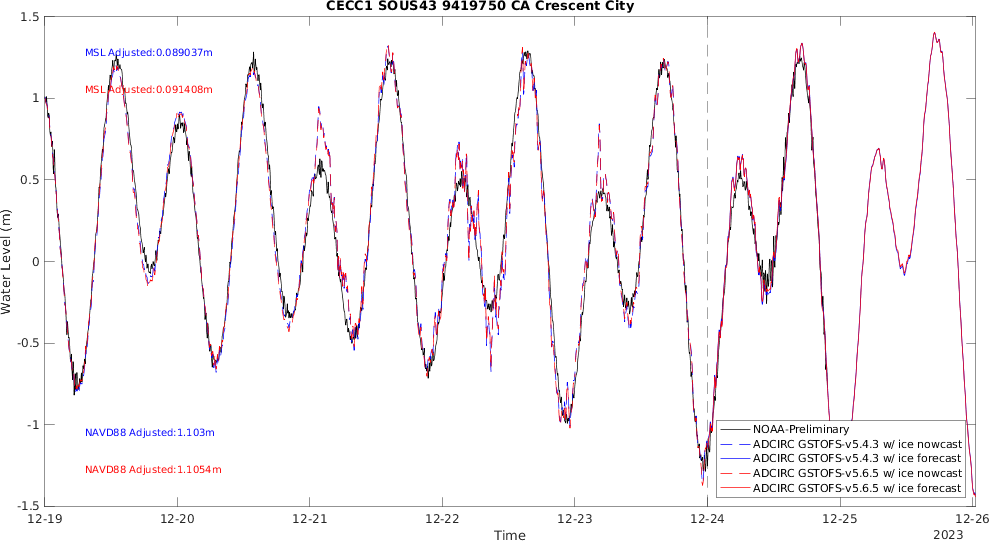 CECC1 SOUS43 9419750 CA Crescent City
1.5
MSL Adjusted:0.089037m
MSL Adjusted:0.091408m
1
0.5
0
-0.5
-1
-1.5
Water Level (m)
NAVD88 Adjusted:1.103m
NAVD88 Adjusted:1.1054m
NOAA-Preliminary
ADCIRC GSTOFS-v5.4.3 w/ ice nowcast
ADCIRC GSTOFS-v5.4.3 w/ ice forecast
ADCIRC GSTOFS-v5.6.5 w/ ice nowcast
ADCIRC GSTOFS-v5.6.5 w/ ice forecast
12-19 12-20 12-21 12-22 12-23 12-24 12-25 12-26
Time
2023